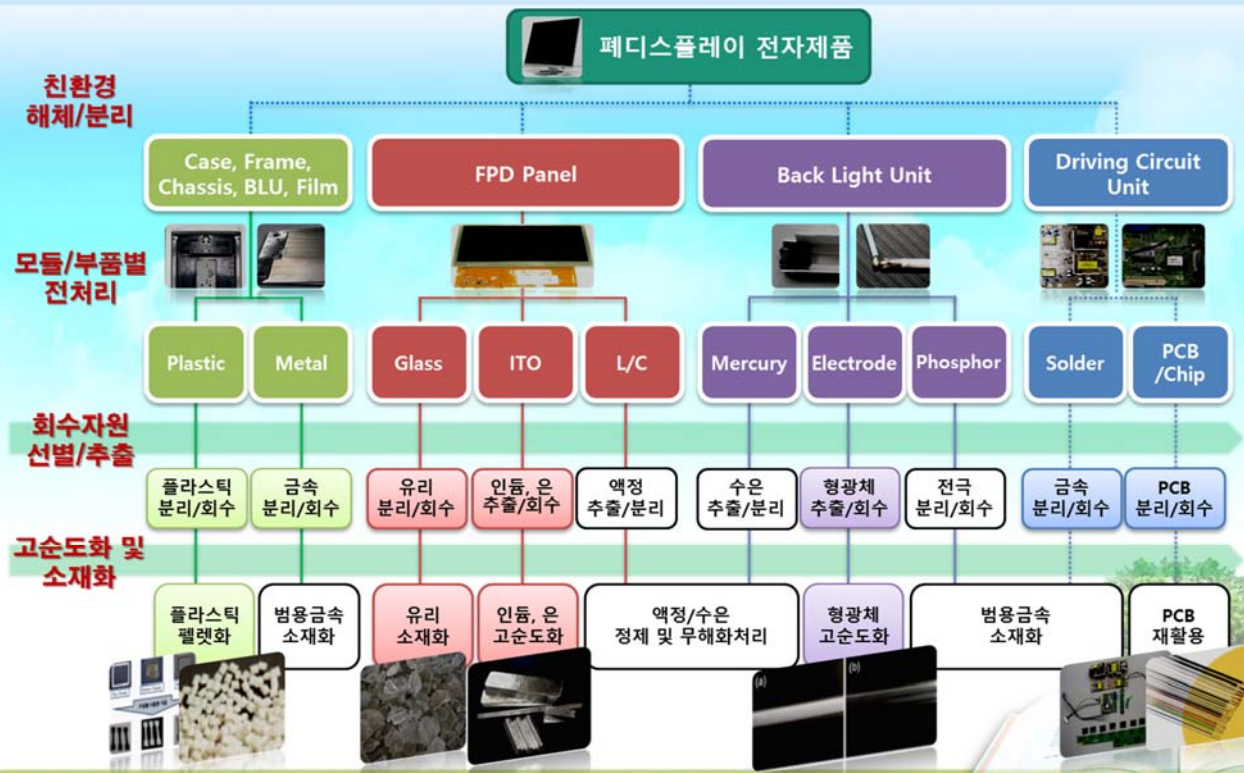 폐디스플레이 전자제품
친환경
해체/분리
Case, Frame,
Chassis, BLU, Film
FPD Panel
Back Light Unit
Driving Circuit
Unit
모듈/부품별
전처리
Plastic
Metal
Glass
ITO
L/C
Mercury
Electrode
Phosphor
Solder
PCB
/Chip
회수자원
선별/추출
플라스틱
분리/회수
금속
분리/회수
유리
분리/회수
인듐, 은
추출/회수
액정
추출/분리
수은
추출/분리
형광체
추출/회수
전극
분리/회수
금속
분리/회수
PCB
분리/회수
고순도화 및
소재화
플라스틱
펠렛화
범용금속
소재화
유리
소재화
인듐, 은
고순도화
액정/수은
정제 및 무해화처리
형광체
고순도화
범용금속
소재화
PCB
재활용
(a)
(b)